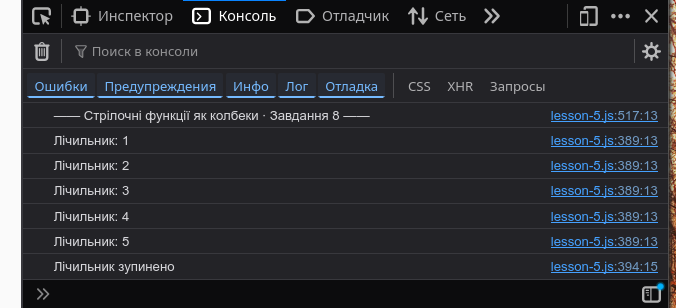 Инспектор Консоль Отладчик Сеть
Поиск в консоли
Ошибки Предупреждения Инфо Лог Отладка CSS XHR Запросы
—— Стрілочні функції як колбеки · Завдання 8 —— lesson-5.js:517:13
Лічильник: 1 lesson-5.js:389:13
Лічильник: 2 lesson-5.js:389:13
Лічильник: 3 lesson-5.js:389:13
Лічильник: 4 lesson-5.js:389:13
Лічильник: 5 lesson-5.js:389:13
Лічильник зупинено lesson-5.js:394:15